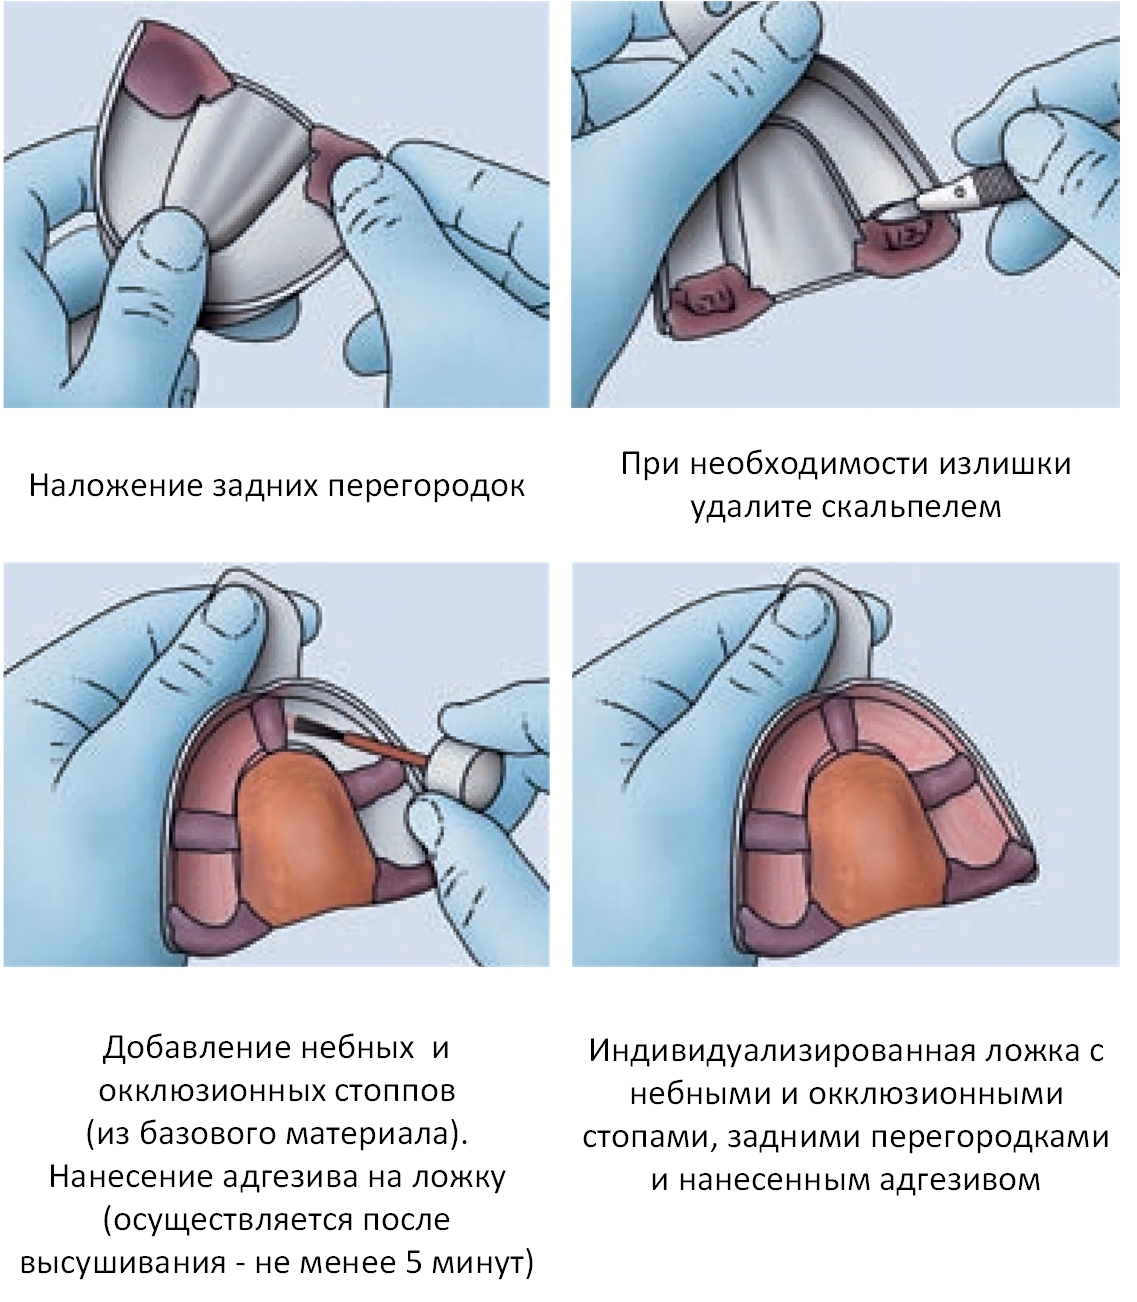 Наложение задних перегородок
При необходимости излишки
удалите скальпелем
Добавление небных и
окклюзионных стоппов
(из базового материала).
Нанесение адгезива на ложку
(осуществляется после
высушивания - не менее 5 минут)
Индивидуализированная ложка с
небными и окклюзионными
стопами, задними перегородками
и нанесенным адгезивом